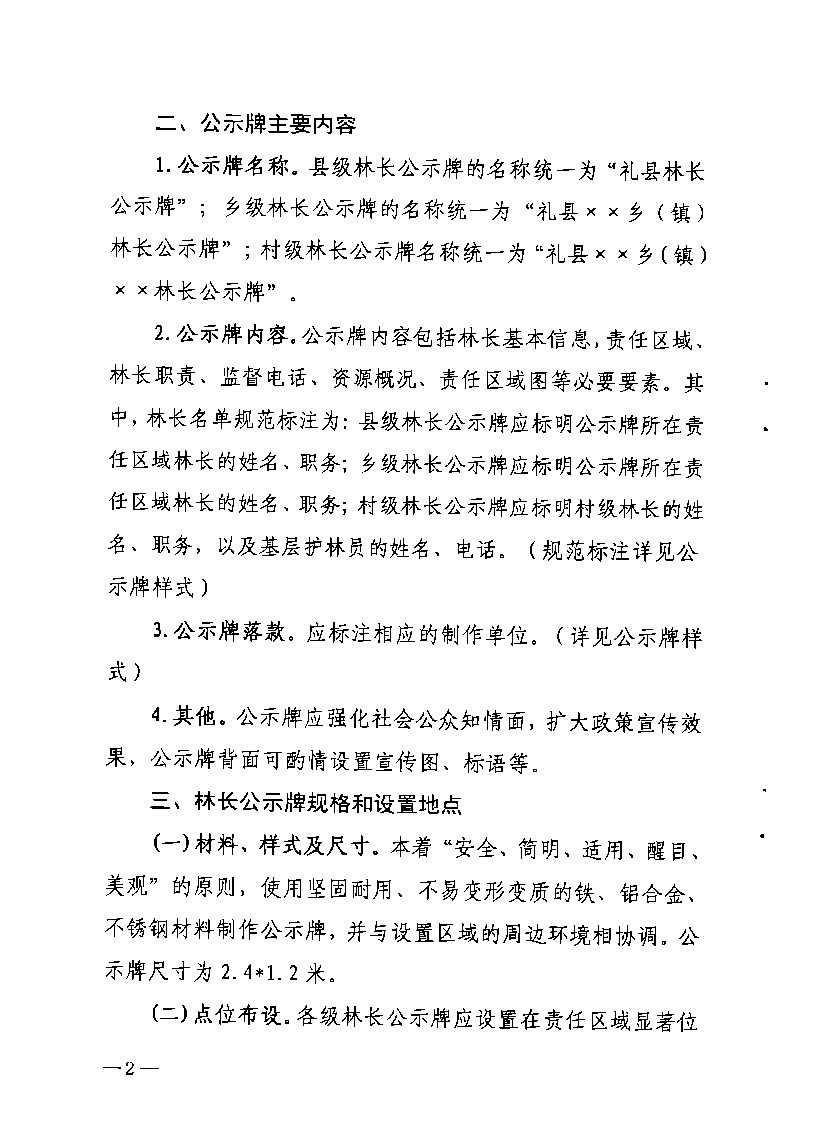 二、公示牌主要内容
1.公示牌名称。县级林长公示牌的名称统一为“礼县林长
公示牌”；乡级林长公示牌的名称统一为“礼县××乡（镇）
林长公示牌”；村级林长公示牌名称统一为“礼县××乡（镇）
××林长公示牌”。
2.公示牌内容。公示牌内容包括林长基本信息，责任区域、
林长职责、监督电话、资源概况、责任区域图等必要要素。其
中，林长名单规范标注为：县级林长公示牌应标明公示牌所在责
任区域林长的姓名、职务；乡级林长公示牌应标明公示牌所在责
任区域林长的姓名、职务；村级林长公示牌应标明村级林长的姓
名、职务，以及基层护林员的姓名、电话。（规范标注详见公
示牌样式）
3.公示牌落款。应标注相应的制作单位。（详见公示牌样
式）
4.其他。公示牌应强化社会公众知情面，扩大政策宣传效
果，公示牌背面可酌情设置宣传图、标语等。
三、林长公示牌规格和设置地点
(一)材料、样式及尺寸。本着“安全、简明、适用、醒目、
美观”的原则，使用坚固耐用、不易变形变质的铁、铝合金、
不锈钢材料制作公示牌，并与设置区域的周边环境相协调。公
示牌尺寸为2.4*1.2米。
(二)点位布设。各级林长公示牌应设置在责任区域显著位
—2—